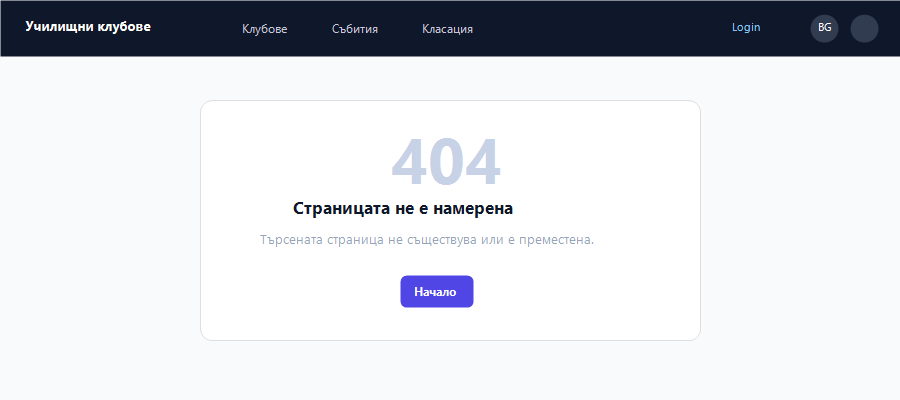 Училищни клубове
Клубове
Събития
Класация
Login
BG
404
Страницата не е намерена
Търсената страница не съществува или е преместена.
Начало